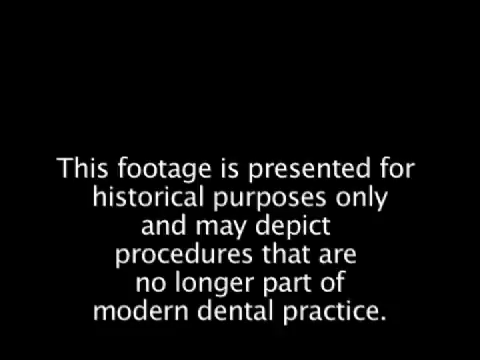 This footage is presented for
historical purposes only
and may depict
procedures that are
no longer part of
modern dental practice.